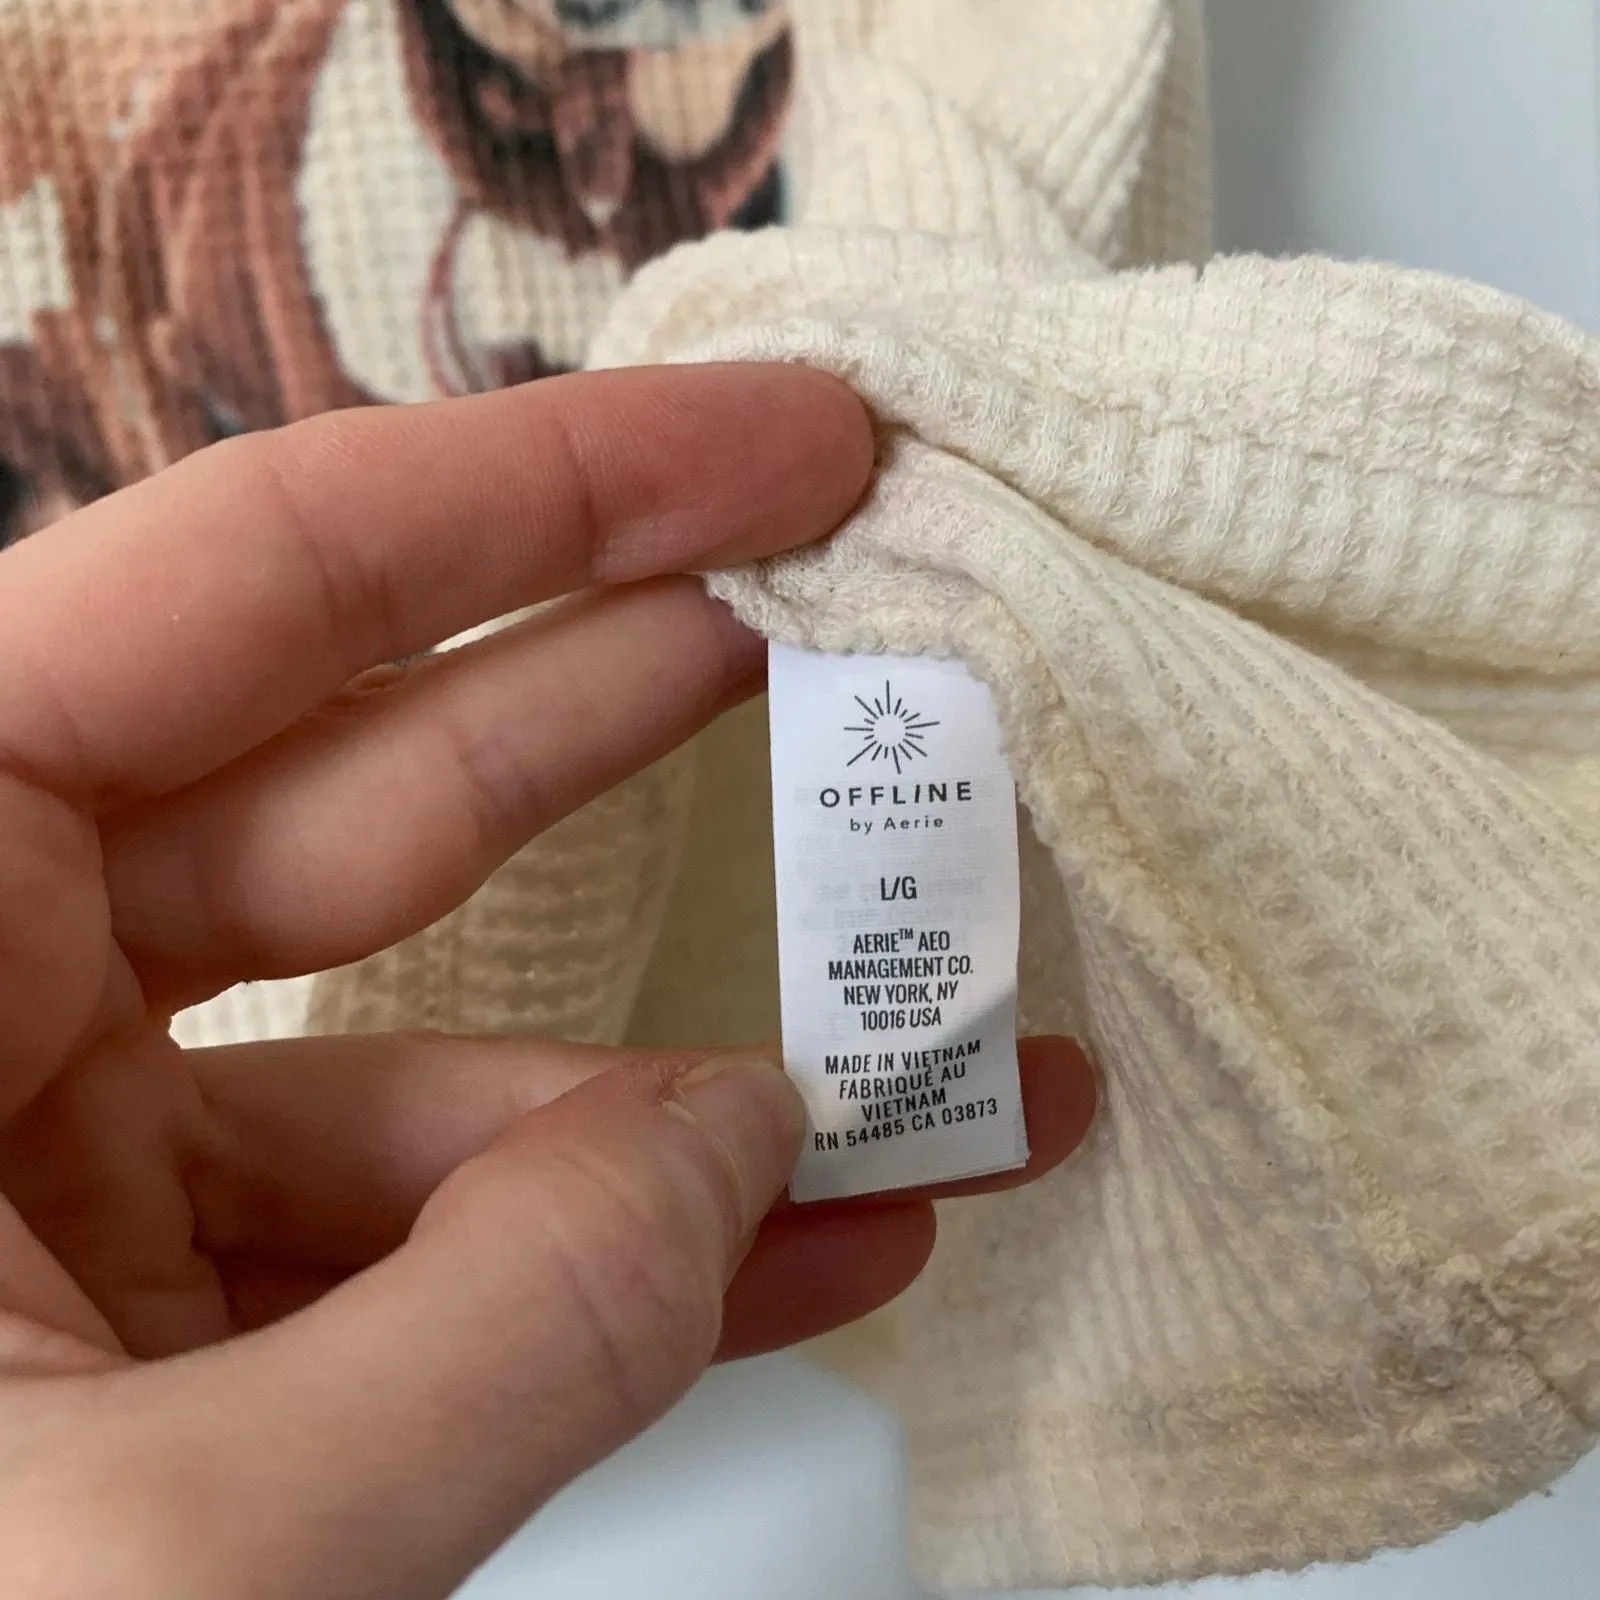 OFFLINE
by Aerie
L/G
AERIE™ AEO
MANAGEMENT CO.
NEW YORK, NY
10016 USA
MADE IN VIETNAM
FABRIQUÉ AU
VIETNAM
RN 54485 CA 03873